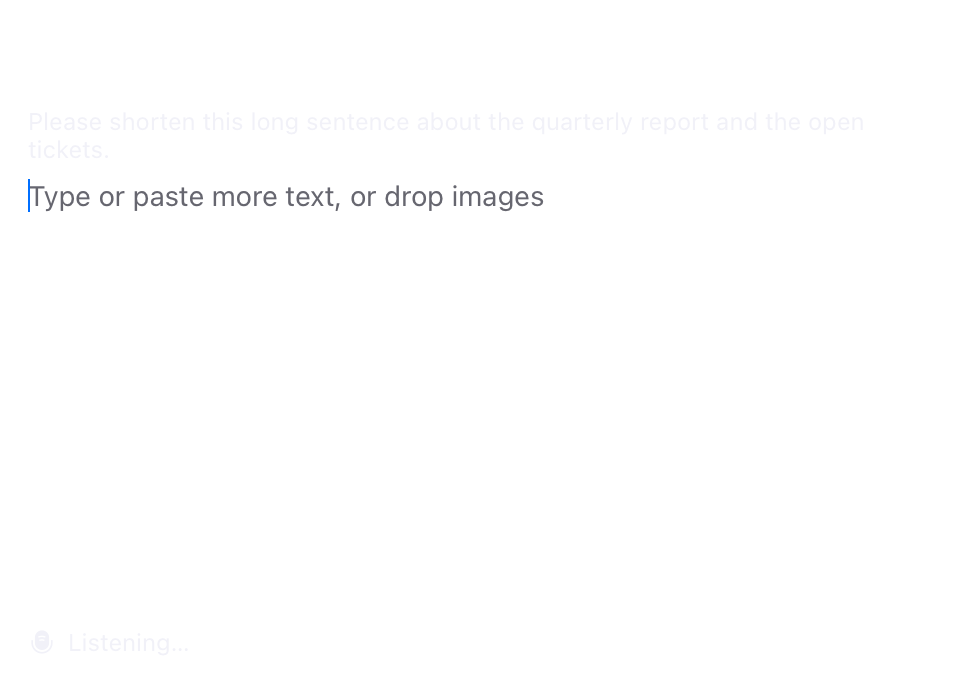 Please shorten this long sentence about the quarterly report and the open
tickets.
Type or paste more text, or drop images
Listening...